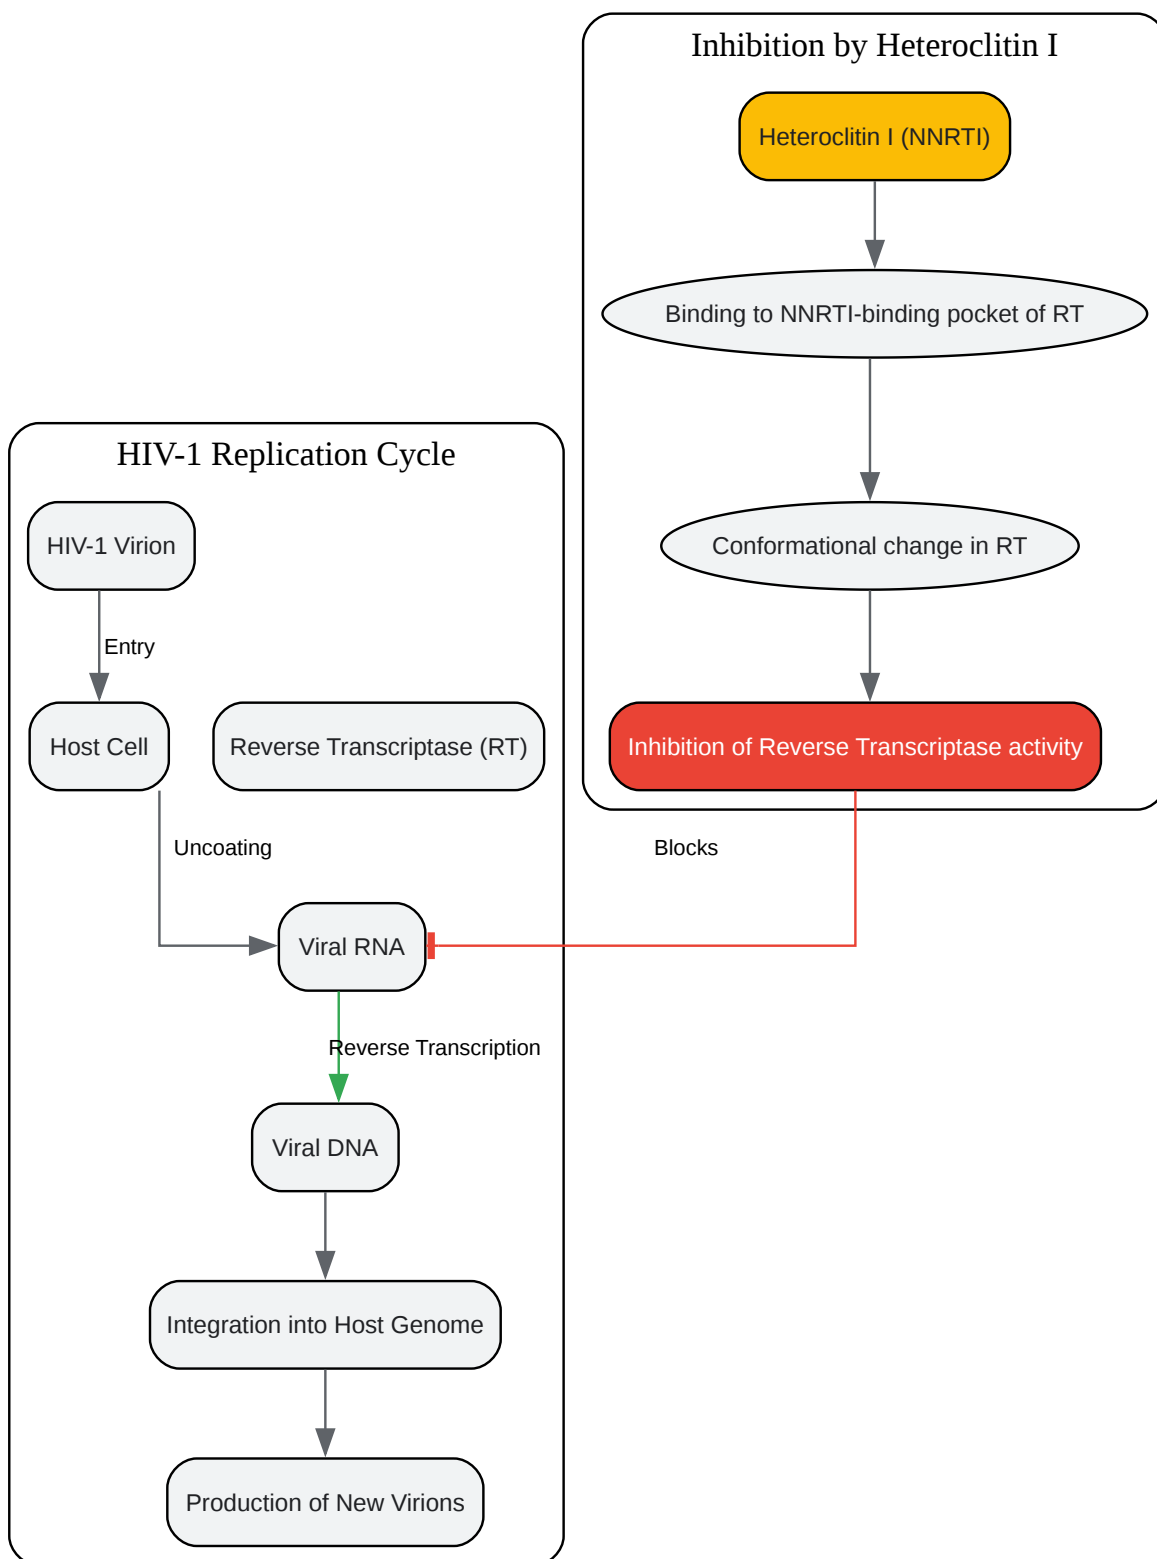 Inhibition by Heteroclitin I
Heteroclitin I (NNRTI)
Binding to NNRTI-binding pocket of RT
Conformational change in RT
Inhibition of Reverse Transcriptase activity
Blocks
HIV-1 Replication Cycle
HIV-1 Virion
Entry
Host Cell
Reverse Transcriptase (RT)
Uncoating
Viral RNA
Reverse Transcription
Viral DNA
Integration into Host Genome
Production of New Virions